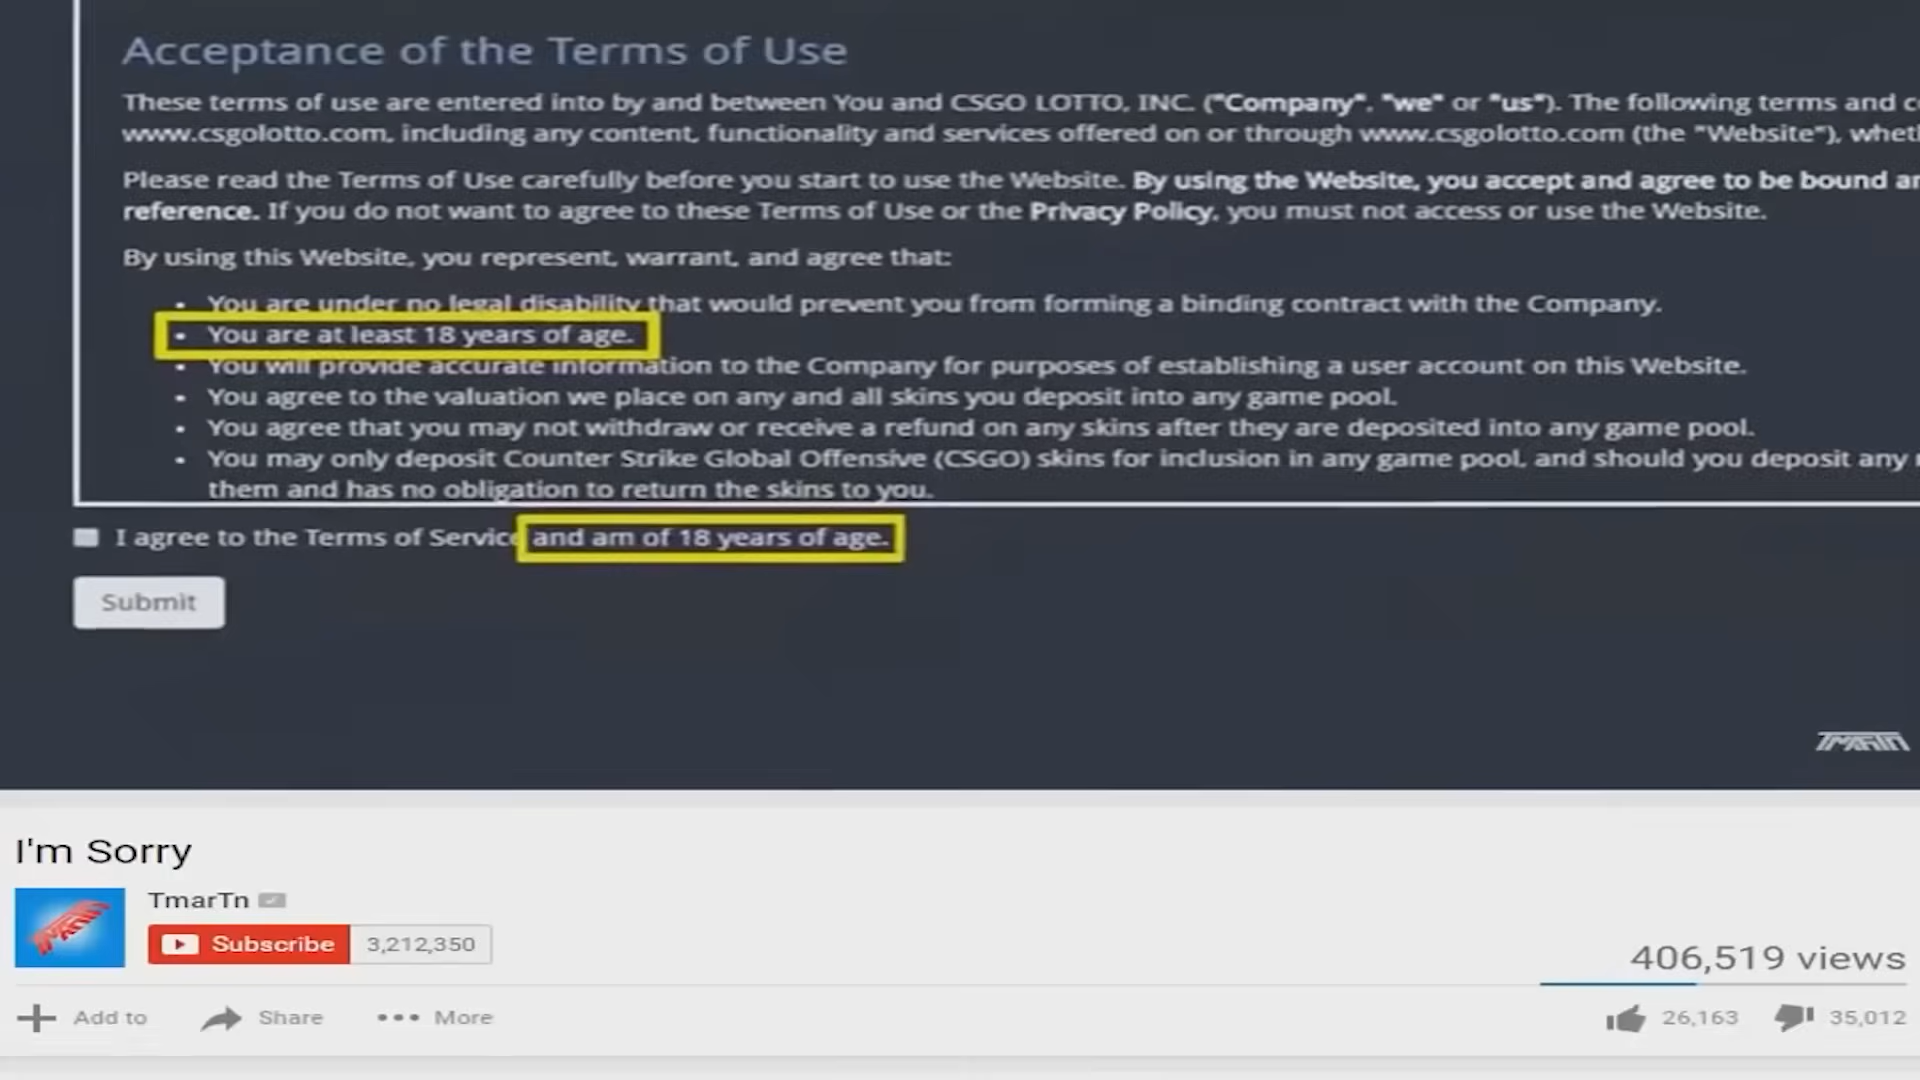 Acceptance of the Terms of Use
These terms of use are entered into by and between You and CSGO LOTTO, INC. ("Company", "we" or "us"). The following terms and
www.csgolotto.com, including any content, functionality and services offered on or through www.csgolotto.com (the "Website"),
Please read the Terms of Use carefully before you start to use the Website. By using the Website, you accept and agree to be bound
reference. If you do not want to agree to these Terms of Use or the Privacy Policy, you must not access or use the Website.
By using this Website, you represent, warrant, and agree that:
• You are under no legal disability that would prevent you from forming a binding contract with the Company.
• You are at least 18 years of age.
• You will provide accurate information to the Company for purposes of establishing a user account on this Website.
• You agree to the valuation we place on any and all skins you deposit into any game pool.
• You agree that you may not withdraw or receive a refund on any skins after they are deposited into any game pool.
• You may only deposit Counter Strike Global Offensive (CSGO) skins for inclusion in any game pool, and should you deposit any
them and has no obligation to return the skins to you.
I agree to the Terms of Service and am of 18 years of age.
Submit
TMARTN
I'm Sorry
TmarTn
Subscribe 3,212,350
406,519 views
Add to Share More 26,163 35,012